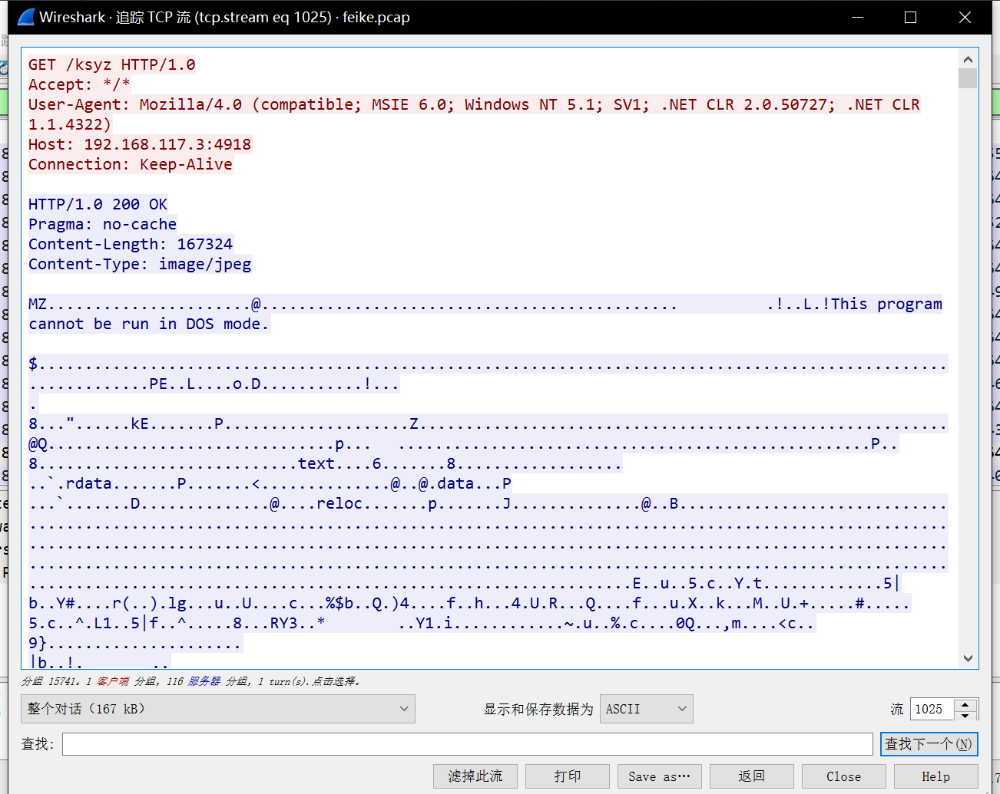 Wireshark · 追踪 TCP 流 (tcp.stream eq 1025) · feike.pcap
GET /ksyz HTTP/1.0
Accept: */*
User-Agent: Mozilla/4.0 (compatible; MSIE 6.0; Windows NT 5.1; SV1; .NET CLR 2.0.50727; .NET CLR
1.1.4322)
Host: 192.168.117.3:4918
Connection: Keep-Alive
HTTP/1.0 200 OK
Pragma: no-cache
Content-Length: 167324
Content-Type: image/jpeg
MZ......................@............................................. .!..L.!This program
cannot be run in DOS mode.
$..................................................................................................
.............PE..L....o.D...........!...
.
8...".......kE.......P....................Z.........................................................
@Q...............................p... ...................................................P..
8............................text....6.......8..................
..`.rdata.......P.......<..............@..@.data...P
...`.......D..............@....reloc.......p.......J..............@..B.............................
...................................................................................................
...................................................................................................
...................................................................................................
.................................................................E..u..5.c..Y.t.............5|
b..Y#....r(..).lg...u..U....c...%$b..Q.)4....f..h...4.U.R...Q....f...u.X..k...M..U.+.....#.....
5.c..^.L1..5|f..^.....8...RY3..* ..Y1.i............~.u..%.c....0Q...,m....<c..
9}.....................
|b..!. ..
分组 15741。1 客户端 分组, 116 服务器 分组, 1 turn(s).点击选择。
整个对话（167 kB）
显示和保存数据为
ASCII
流
1025
查找:
查找下一个(N)
滤掉此流
打印
Save as…
返回
Close
Help